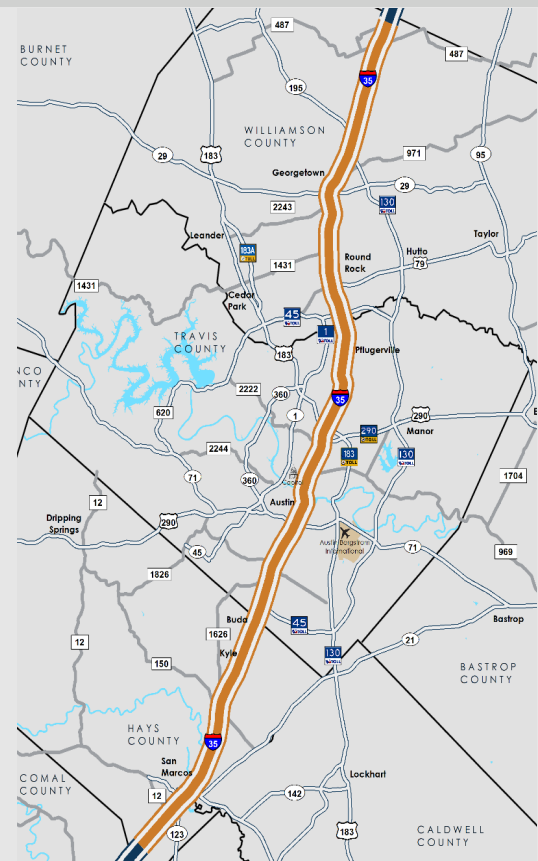 487
BURNET
COUNTY
487
35
195
WILLIAMSON
COUNTY
971
29
183
95
Georgetown
29
130
TOLL
2243
Leander
Taylor
183A
TOLL
Hutto
Round
Rock
79
1431
1431
Cedar
Park
45
TOLL
1
TOLL
TRAVIS
COUNTY
183
Pflugerville
NCO
NTY
2222
360
35
620
1
290
290
TOLL
Manor
2244
183
TOLL
130
TOLL
71
360
1704
Capitol
12
Austin
Dripping
Springs
290
Austin Bergstrom
International
45
71
969
1826
Buda
45
TOLL
Bastrop
1626
12
Kyle
130
TOLL
21
150
BASTROP
COUNTY
HAYS
COUNTY
35
San
Marcos
COMAL
COUNTY
Lockhart
12
142
123
183
CALDWELL
COUNTY